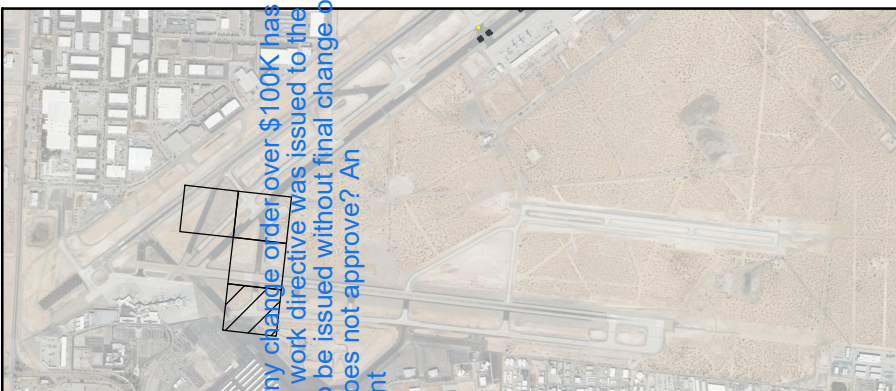 ny change order over $100K has
work directive was issued to the
be issued without final change o
oes not approve? An
nt